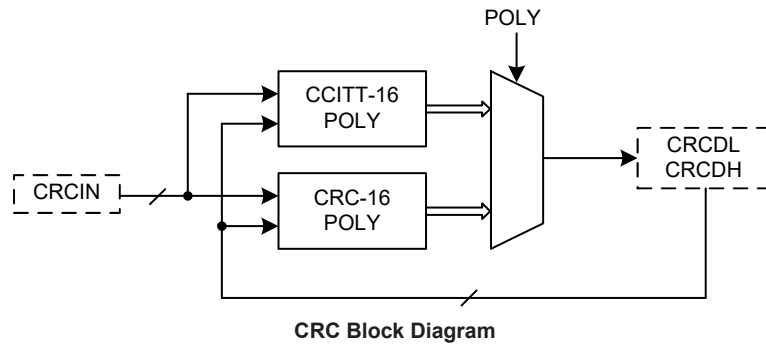 POLY
CCITT-16
POLY
CRCDL
CRCDH
CRCIN
CRC-16
POLY
CRC Block Diagram